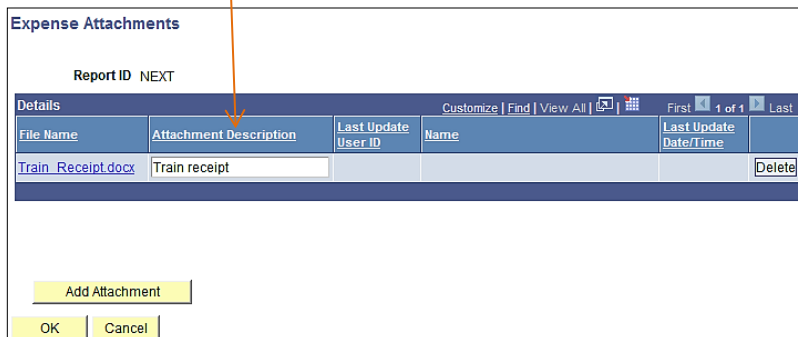 Expense Attachments
Report ID NEXT
Details Customize | Find | View All | | First 1 of 1 Last
File Name Attachment Description Last Update User ID Name Last Update Date/Time
Train_Receipt.docx Train receipt Delete
Add Attachment
OK Cancel